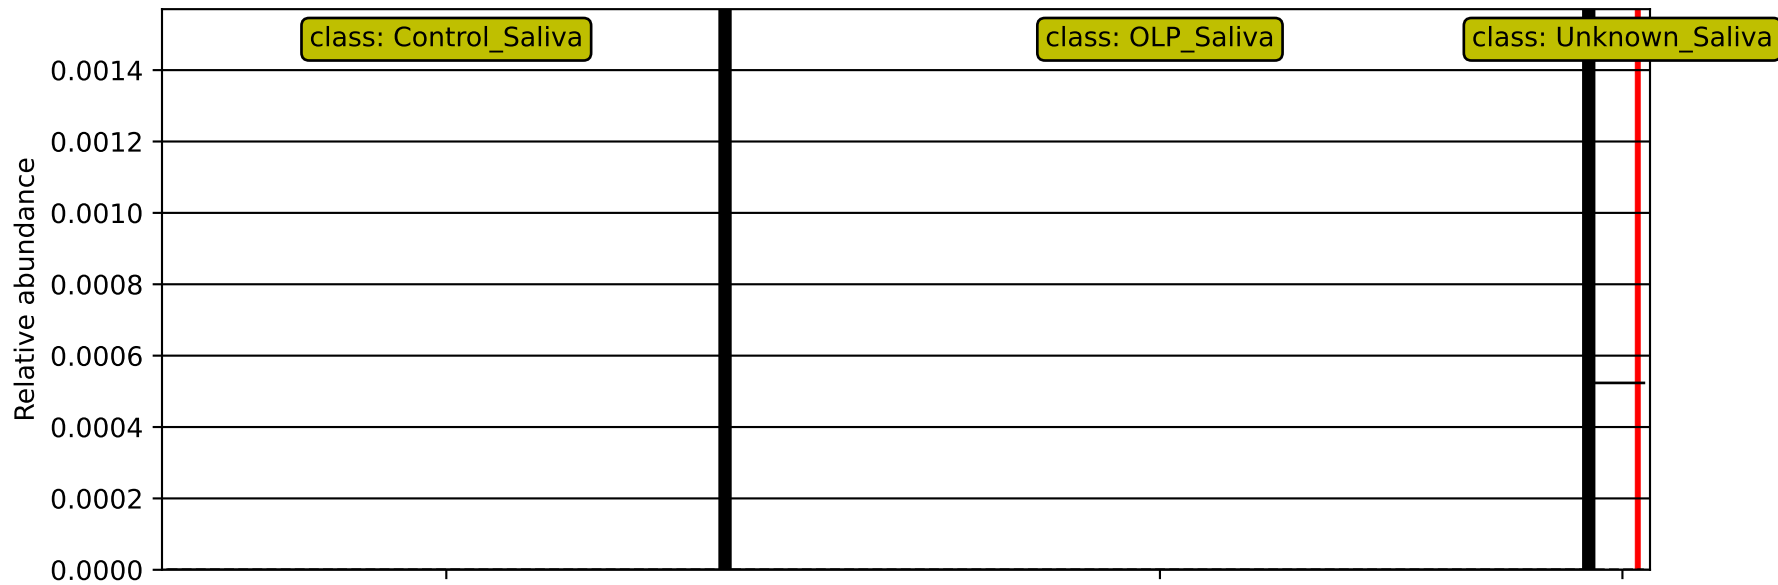 class: Control_Saliva
class: OLP_Saliva
class: Unknown_Saliva
Relative abundance
0.0014
0.0012
0.0010
0.0008
0.0006
0.0004
0.0002
0.0000